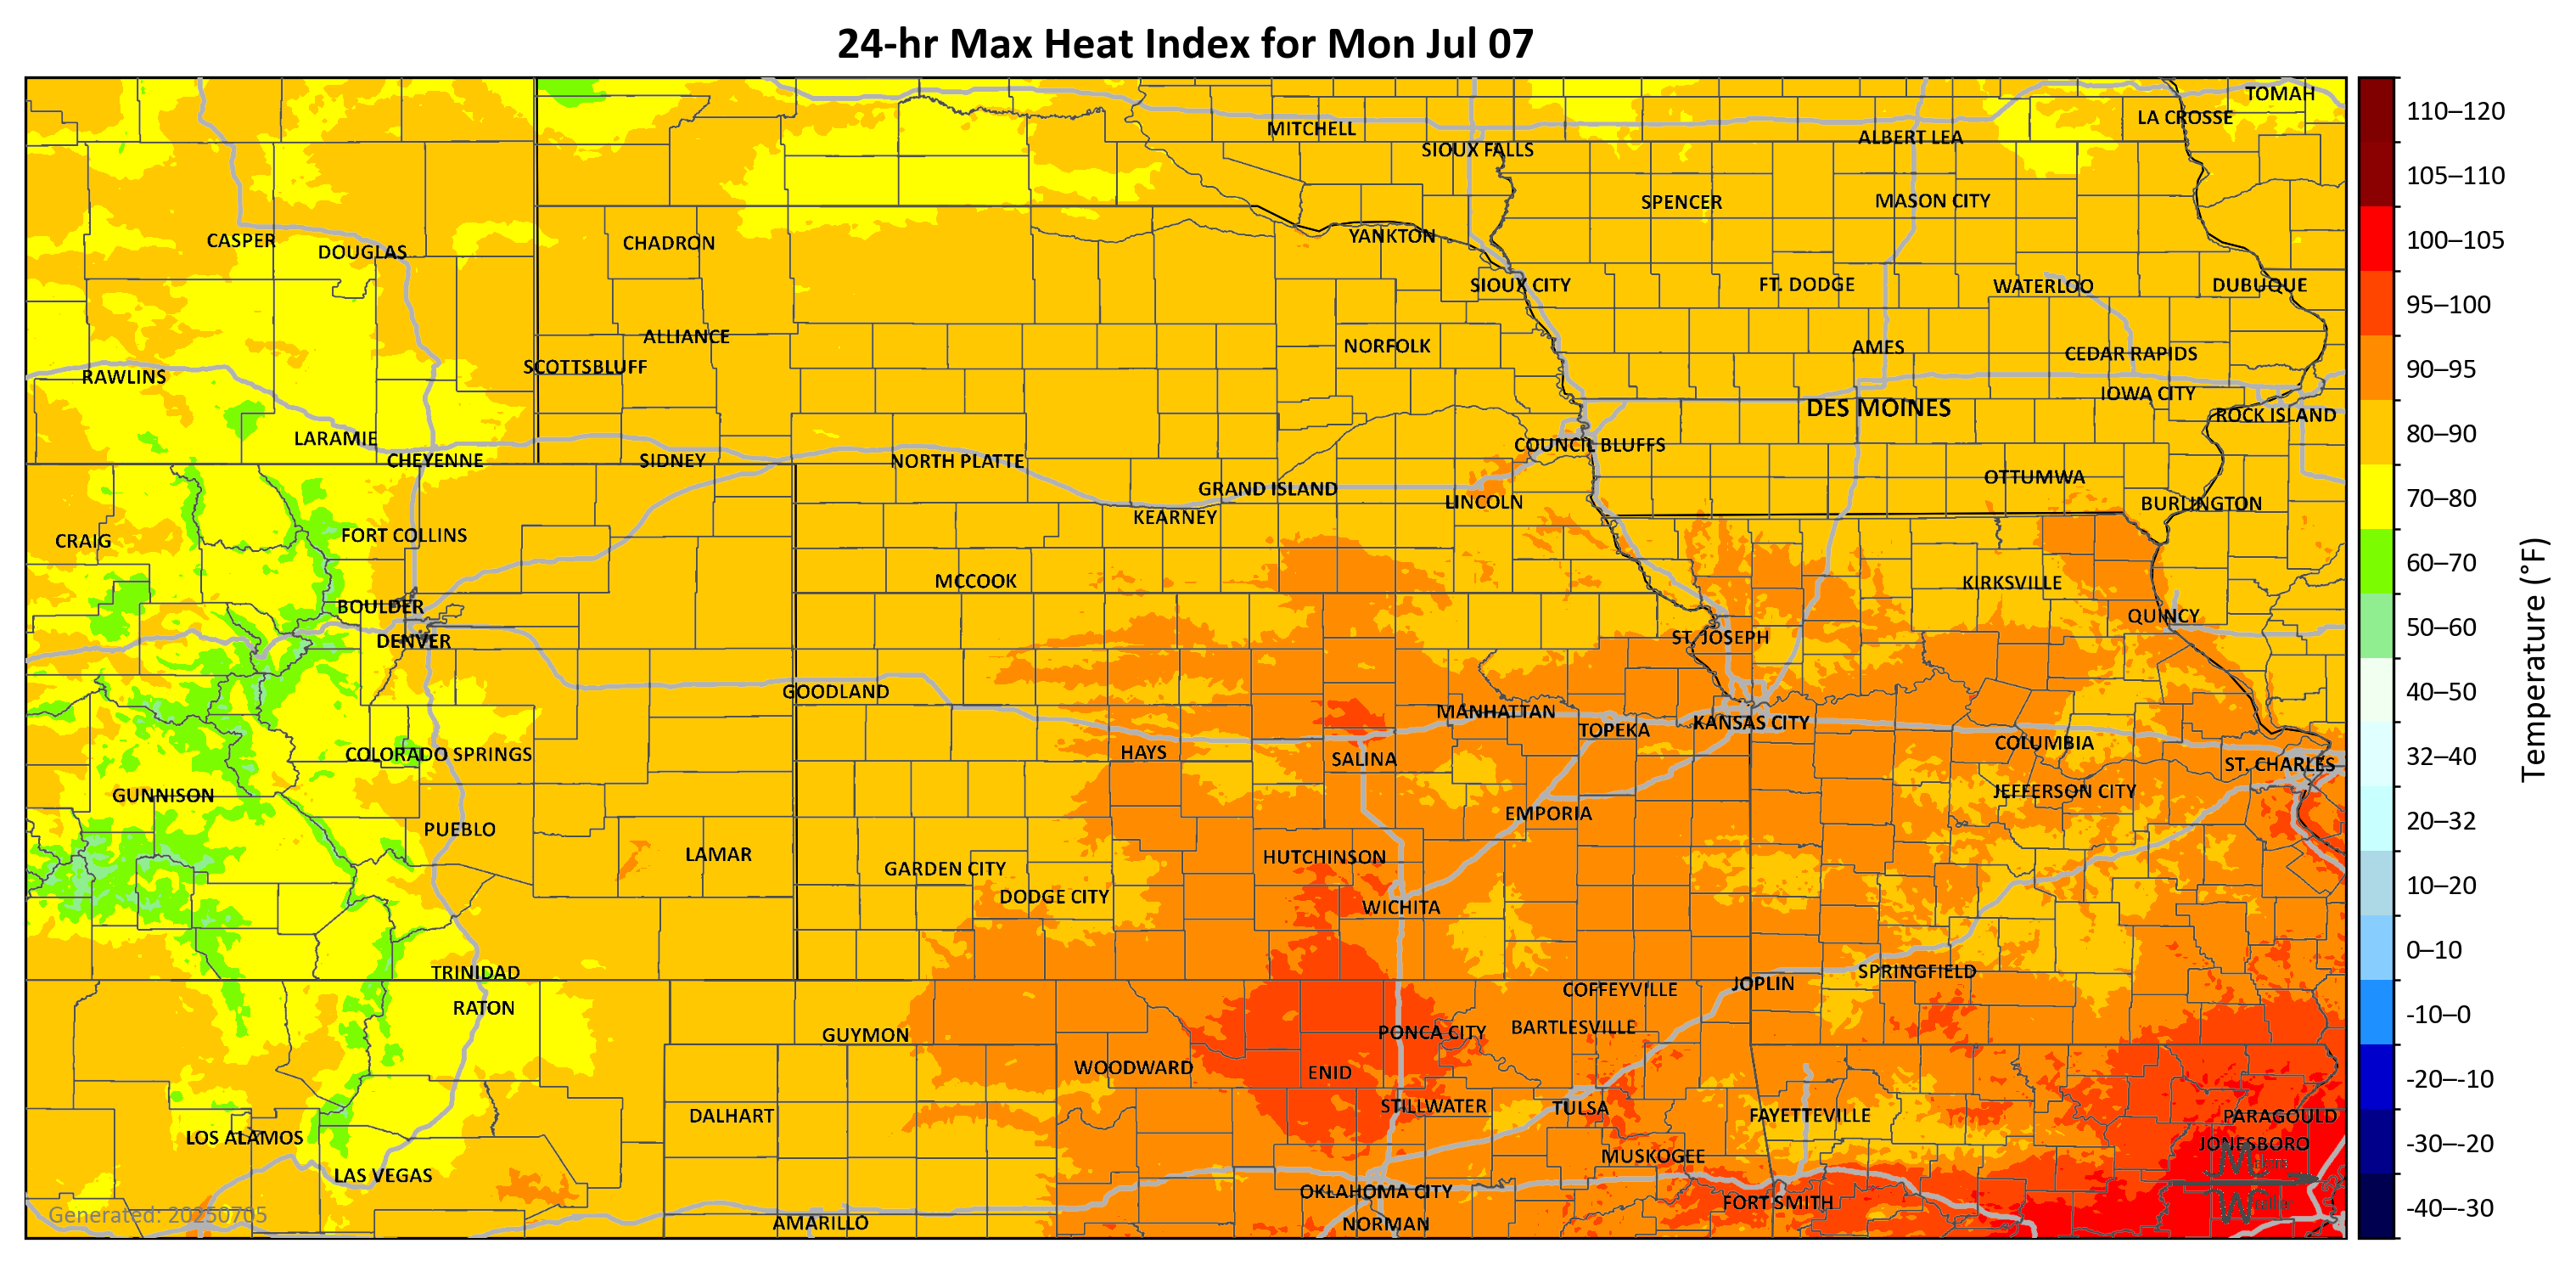 24-hr Max Heat Index for Mon Jul 07
TOMAH
LA CROSSE
MITCHELL
ALBERT LEA
SIOUX FALLS
SPENCER
MASON CITY
CASPER
DOUGLAS
CHADRON
YANKTON
SIOUX CITY
FT. DODGE
WATERLOO
DUBUQUE
ALLIANCE
NORFOLK
AMES
CEDAR RAPIDS
SCOTTSBLUFF
RAWLINS
IOWA CITY
DES MOINES
ROCK ISLAND
LARAMIE
COUNCIL BLUFFS
CHEYENNE
SIDNEY
NORTH PLATTE
OTTUMWA
GRAND ISLAND
LINCOLN
BURLINGTON
KEARNEY
CRAIG
FORT COLLINS
MCCOOK
KIRKSVILLE
BOULDER
QUINCY
DENVER
ST. JOSEPH
GOODLAND
MANHATTAN
TOPEKA
KANSAS CITY
COLUMBIA
COLORADO SPRINGS
HAYS
SALINA
ST. CHARLES
GUNNISON
JEFFERSON CITY
EMPORIA
PUEBLO
LAMAR
HUTCHINSON
GARDEN CITY
DODGE CITY
WICHITA
TRINIDAD
SPRINGFIELD
JOPLIN
COFFEYVILLE
RATON
GUYMON
PONCA CITY
BARTLESVILLE
WOODWARD
ENID
STILLWATER
TULSA
DALHART
FAYETTEVILLE
PARAGOULD
LOS ALAMOS
JONESBORO
MUSKOGEE
LAS VEGAS
OKLAHOMA CITY
FORT SMITH
AMARILLO
NORMAN
Generated: 20250705
110–120
105–110
100–105
95–100
90–95
80–90
70–80
60–70
50–60
40–50
32–40
20–32
10–20
0–10
-10–0
-20–-10
-30–-20
-40–-30
Temperature (°F)